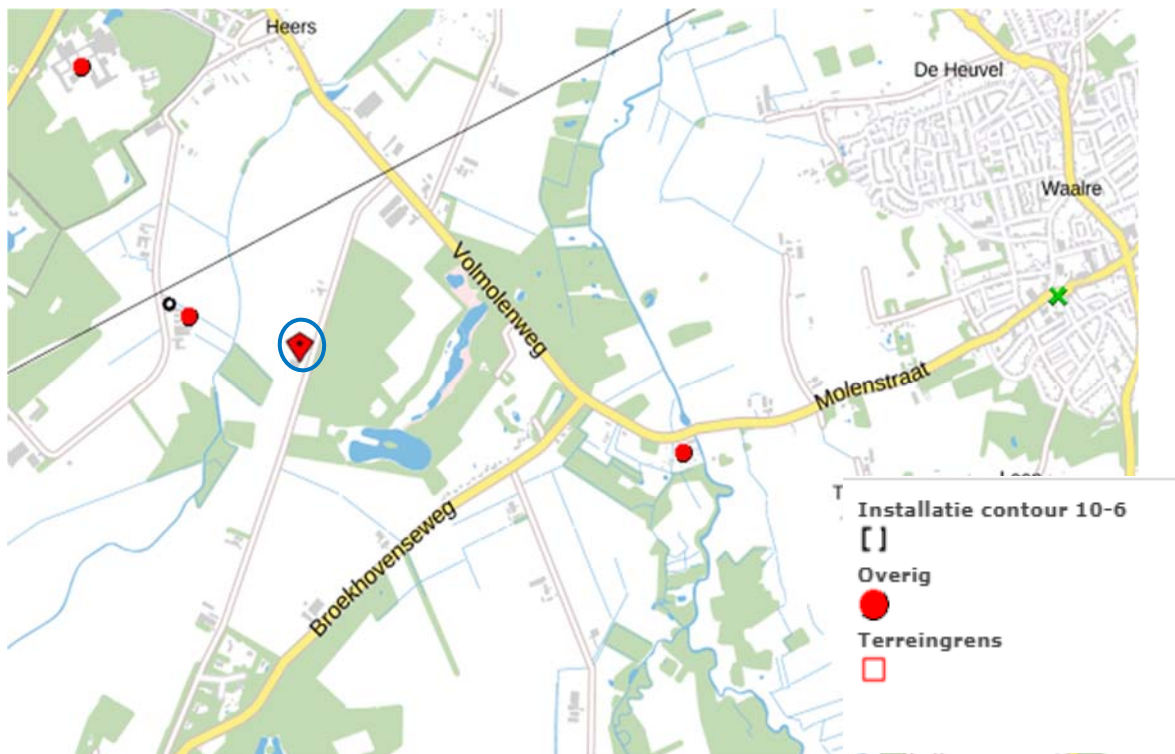 Heers
De Heuvel
Waalre
Volmolenweg
Molenstraat
Broekhovenseweg
T
Installatie contour 10-6
[ ]
Overig
Terreingrens